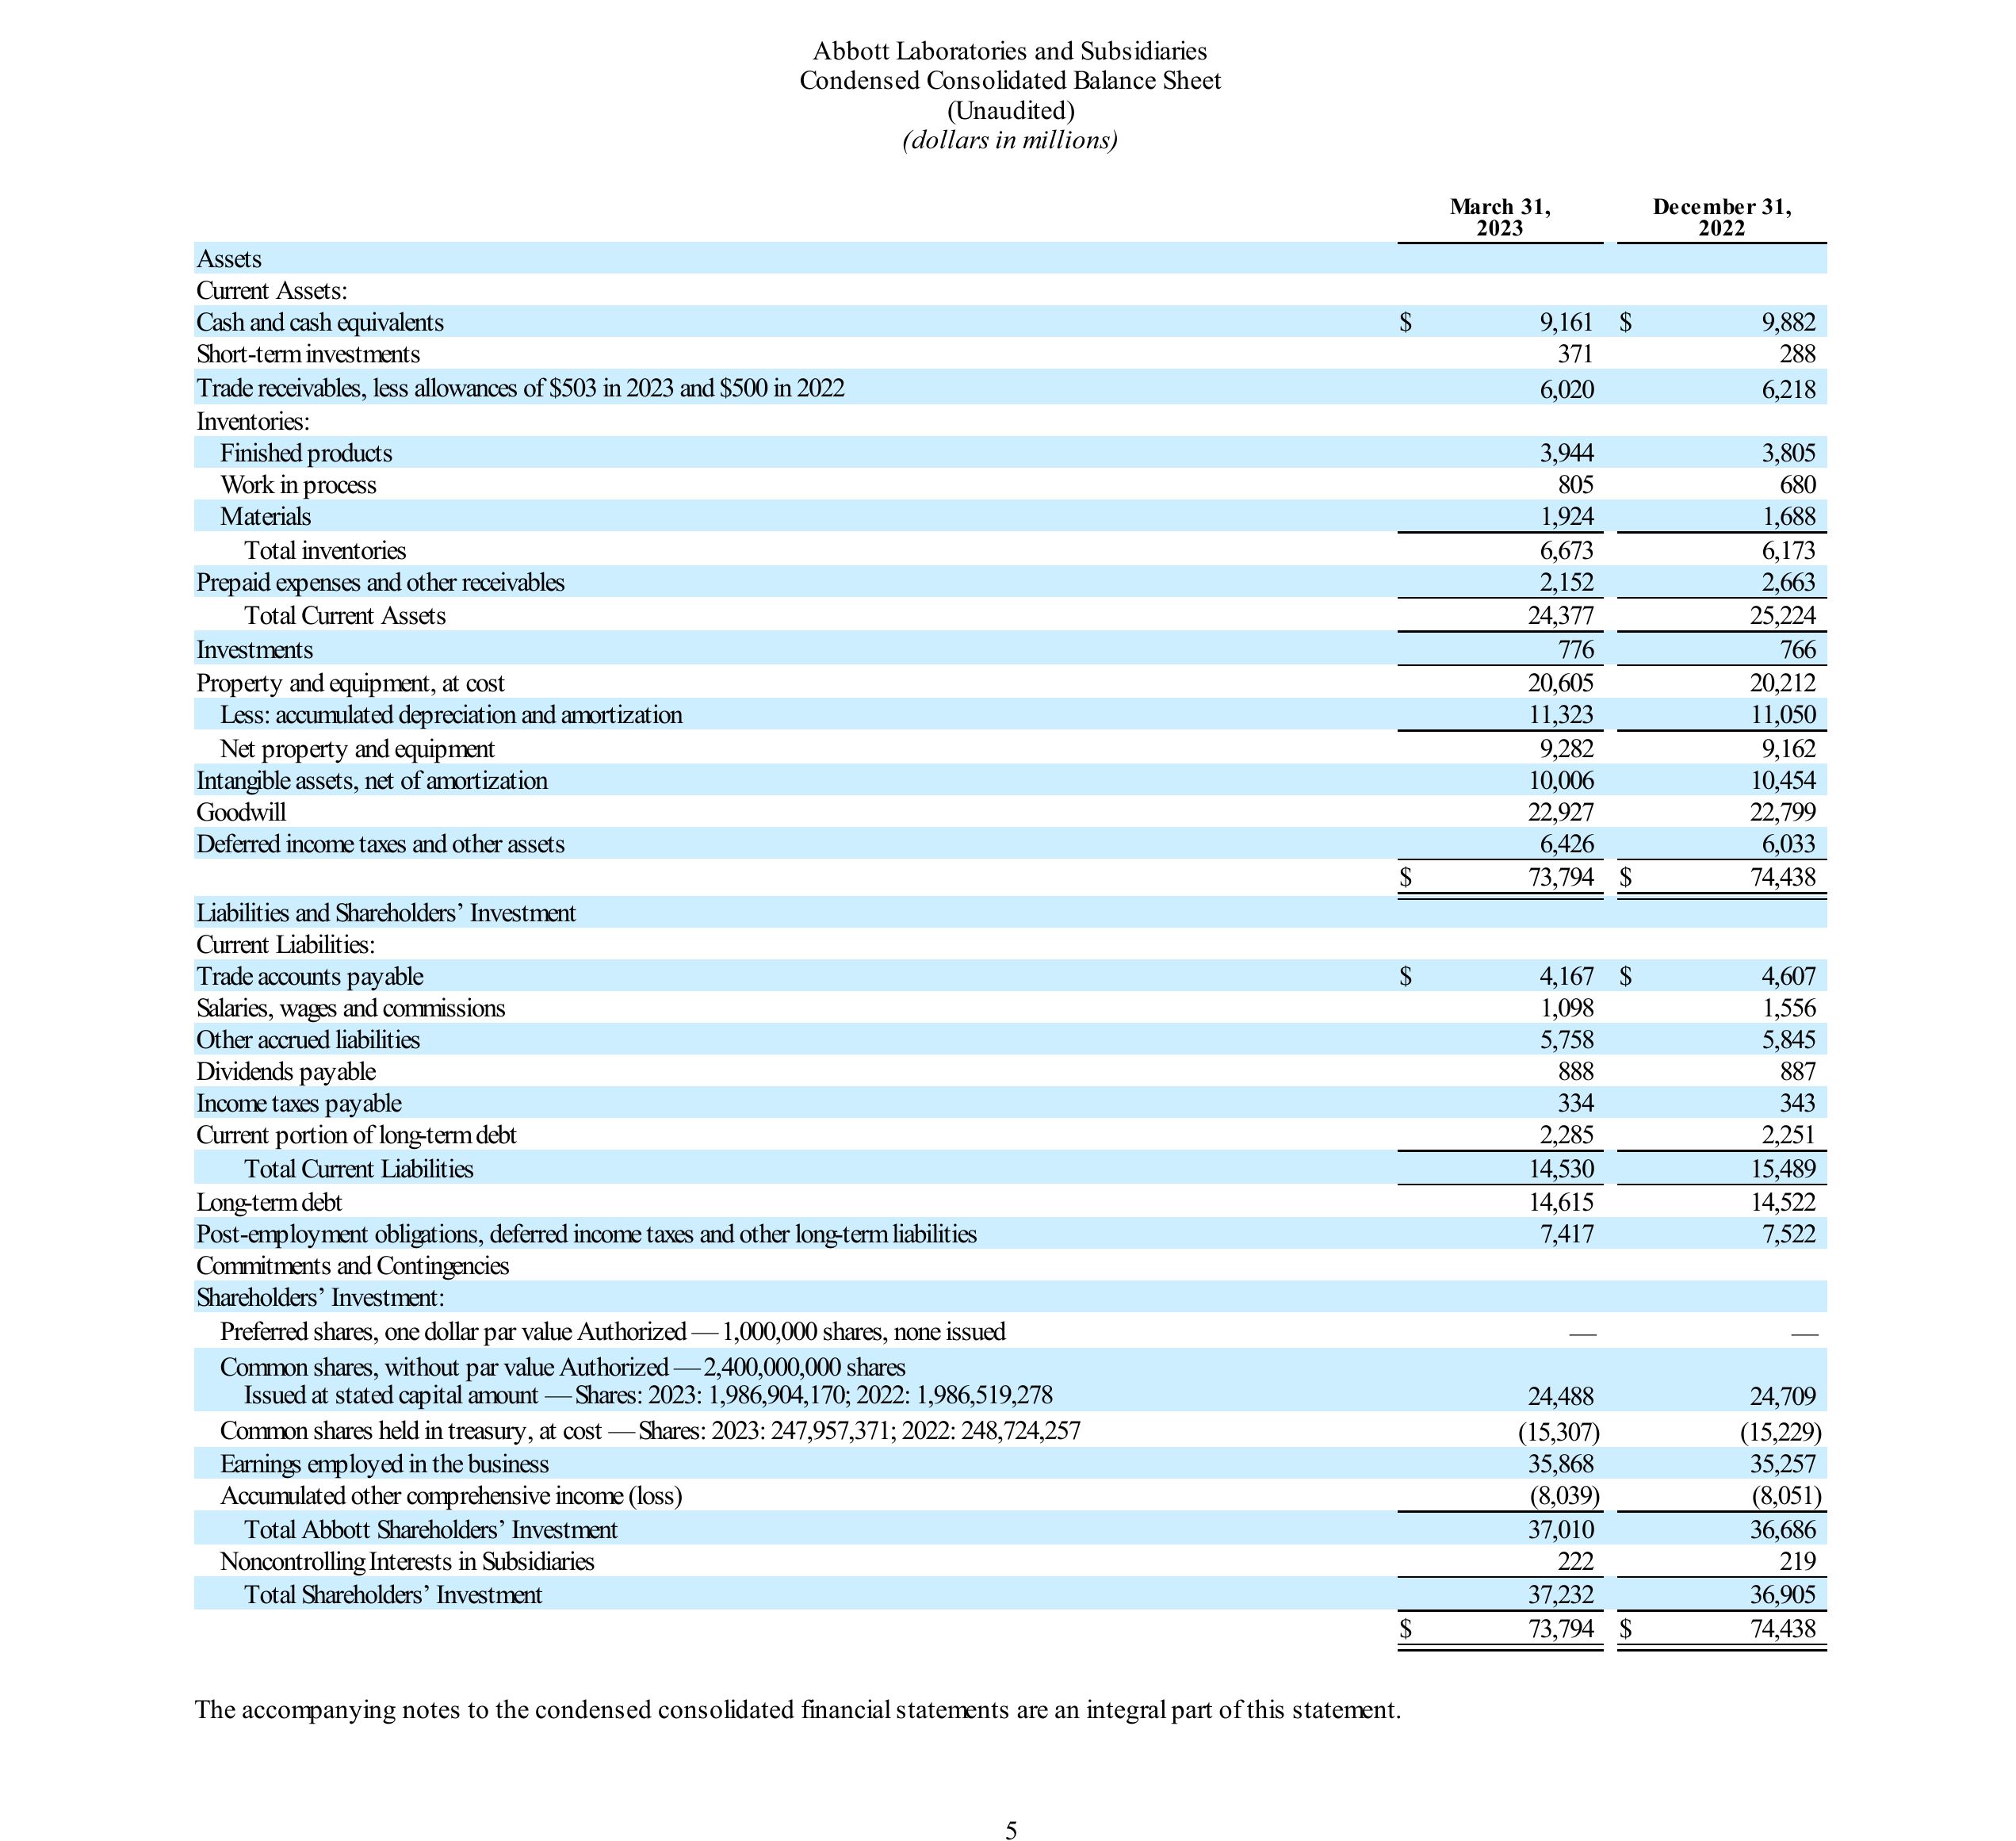 Abbott Laboratories and Subsidiaries
Condensed Consolidated Balance Sheet
(Unaudited)
(dollars in millions)
March 31, 2023 December 31, 2022
Assets
Current Assets:
Cash and cash equivalents $ 9,161 $ 9,882
Short-term investments 371 288
Trade receivables, less allowances of $503 in 2023 and $500 in 2022 6,020 6,218
Inventories:
Finished products 3,944 3,805
Work in process 805 680
Materials 1,924 1,688
Total inventories 6,673 6,173
Prepaid expenses and other receivables 2,152 2,663
Total Current Assets 24,377 25,224
Investments 776 766
Property and equipment, at cost 20,605 20,212
Less: accumulated depreciation and amortization 11,323 11,050
Net property and equipment 9,282 9,162
Intangible assets, net of amortization 10,006 10,454
Goodwill 22,927 22,799
Deferred income taxes and other assets 6,426 6,033
$ 73,794 $ 74,438
Liabilities and Shareholders’ Investment
Current Liabilities:
Trade accounts payable $ 4,167 $ 4,607
Salaries, wages and commissions 1,098 1,556
Other accrued liabilities 5,758 5,845
Dividends payable 888 887
Income taxes payable 334 343
Current portion of long-term debt 2,285 2,251
Total Current Liabilities 14,530 15,489
Long-term debt 14,615 14,522
Post-employment obligations, deferred income taxes and other long-term liabilities 7,417 7,522
Commitments and Contingencies
Shareholders’ Investment:
Preferred shares, one dollar par value Authorized — 1,000,000 shares, none issued — —
Common shares, without par value Authorized — 2,400,000,000 shares
Issued at stated capital amount — Shares: 2023: 1,986,904,170; 2022: 1,986,519,278 24,488 24,709
Common shares held in treasury, at cost — Shares: 2023: 247,957,371; 2022: 248,724,257 (15,307) (15,229)
Earnings employed in the business 35,868 35,257
Accumulated other comprehensive income (loss) (8,039) (8,051)
Total Abbott Shareholders’ Investment 37,010 36,686
Noncontrolling Interests in Subsidiaries 222 219
Total Shareholders’ Investment 37,232 36,905
$ 73,794 $ 74,438
The accompanying notes to the condensed consolidated financial statements are an integral part of this statement.
5